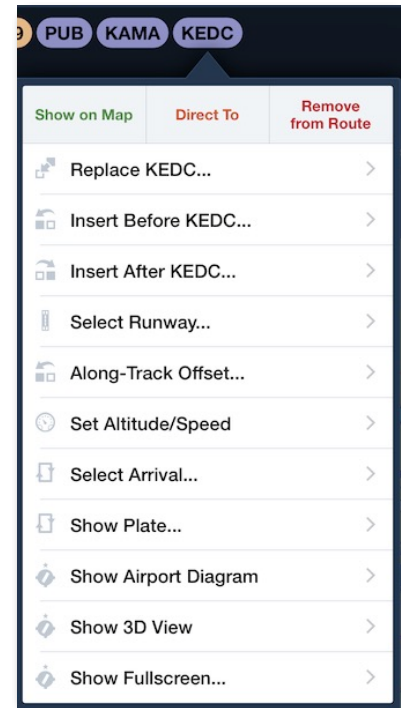 9 PUB KAMA KEDC
Show on Map Direct To Remove from Route
Replace KEDC...
Insert Before KEDC...
Insert After KEDC...
Select Runway...
Along-Track Offset...
Set Altitude/Speed
Select Arrival...
Show Plate...
Show Airport Diagram
Show 3D View
Show Fullscreen...